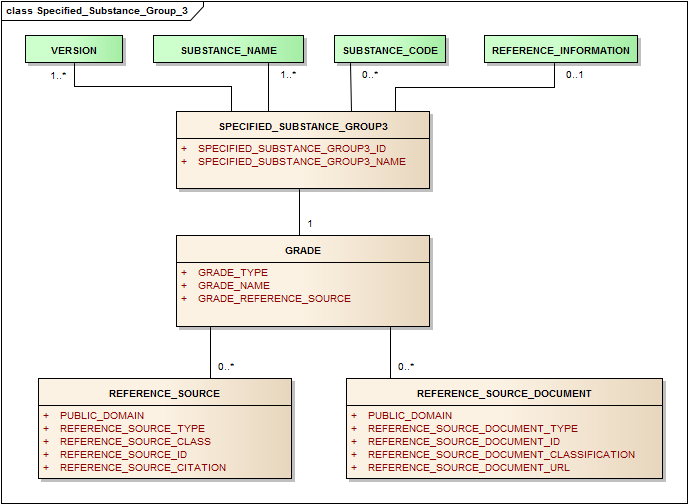 class Specified_Substance_Group_3
VERSION
SUBSTANCE_NAME
SUBSTANCE_CODE
REFERENCE_INFORMATION
1..*
1..*
0..*
0..1
SPECIFIED_SUBSTANCE_GROUP3
+ SPECIFIED_SUBSTANCE_GROUP3_ID
+ SPECIFIED_SUBSTANCE_GROUP3_NAME
1
GRADE
+ GRADE_TYPE
+ GRADE_NAME
+ GRADE_REFERENCE_SOURCE
0..*
0..*
REFERENCE_SOURCE
+ PUBLIC_DOMAIN
+ REFERENCE_SOURCE_TYPE
+ REFERENCE_SOURCE_CLASS
+ REFERENCE_SOURCE_ID
+ REFERENCE_SOURCE_CITATION
REFERENCE_SOURCE_DOCUMENT
+ PUBLIC_DOMAIN
+ REFERENCE_SOURCE_DOCUMENT_TYPE
+ REFERENCE_SOURCE_DOCUMENT_ID
+ REFERENCE_SOURCE_DOCUMENT_CLASSIFICATION
+ REFERENCE_SOURCE_DOCUMENT_URL